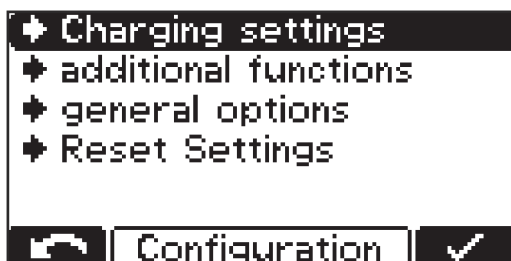 Charging settings
additional functions
general options
Reset Settings
Configuration